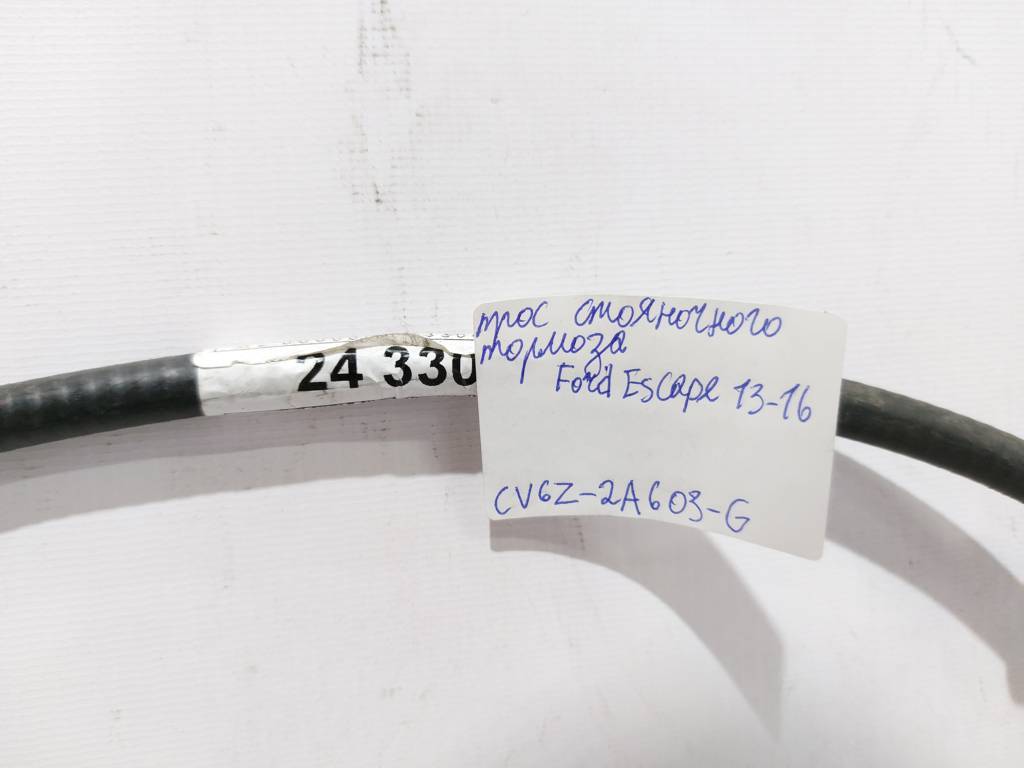 трос стояночного
тормоза
Ford Escape 13-16
24 330
CV6Z-2A603-G